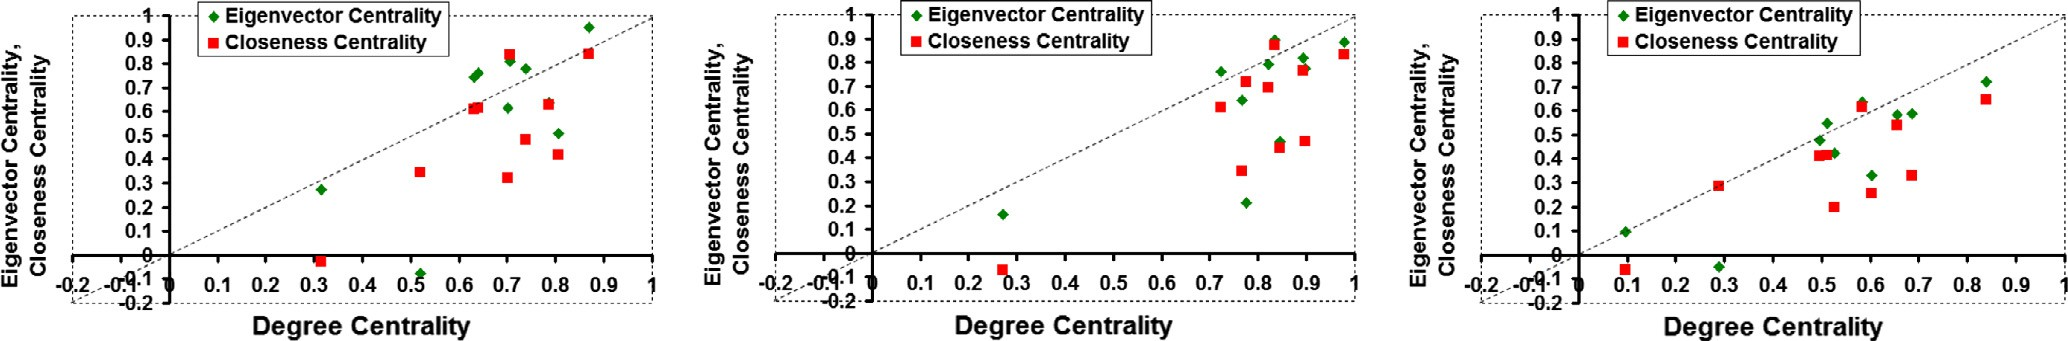 Eigenvector Centrality,
Closeness Centrality
1
0.9
0.8
0.7
0.6
0.5
0.4
0.3
0.2
0.1
0
-0.1
-0.2
-0.2 -0.1 0 0.1 0.2 0.3 0.4 0.5 0.6 0.7 0.8 0.9 1
Degree Centrality
Eigenvector Centrality
Closeness Centrality
Eigenvector Centrality,
Closeness Centrality
1
0.9
0.8
0.7
0.6
0.5
0.4
0.3
0.2
0.1
0
-0.1
-0.2
-0.2 -0.1 0 0.1 0.2 0.3 0.4 0.5 0.6 0.7 0.8 0.9 1
Degree Centrality
Eigenvector Centrality
Closeness Centrality
Eigenvector Centrality,
Closeness Centrality
1
0.9
0.8
0.7
0.6
0.5
0.4
0.3
0.2
0.1
0
-0.1
-0.2
-0.2 -0.1 0 0.1 0.2 0.3 0.4 0.5 0.6 0.7 0.8 0.9 1
Degree Centrality
Eigenvector Centrality
Closeness Centrality